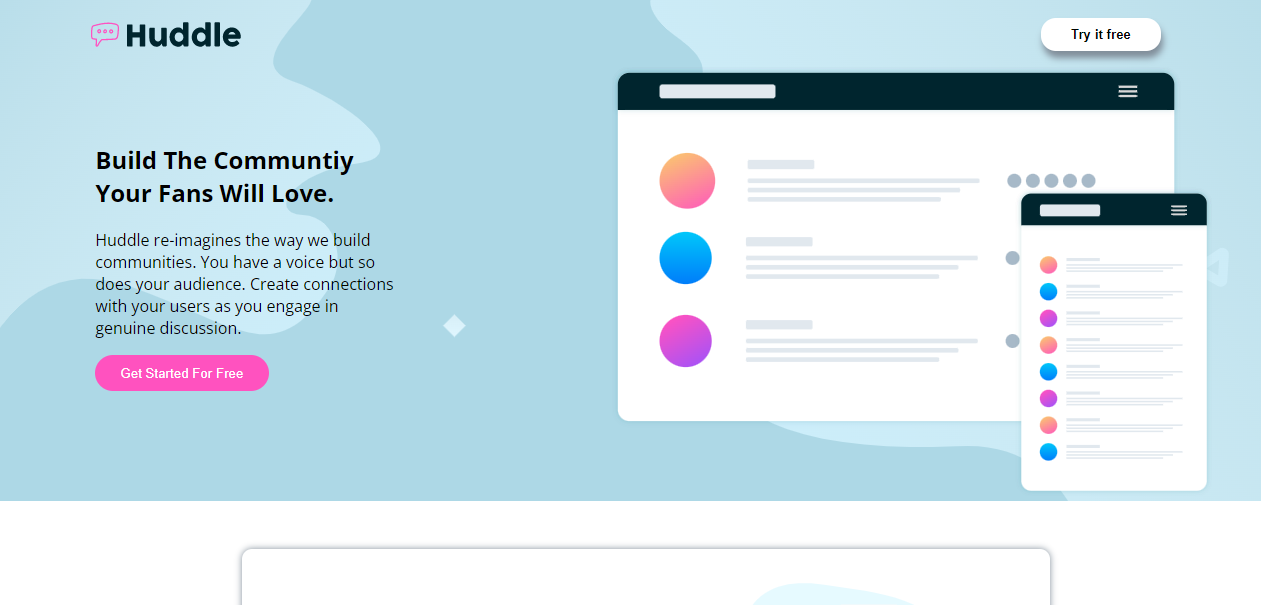 Huddle
Try it free
Build The Communtiy
Your Fans Will Love.
Huddle re-imagines the way we build
communities. You have a voice but so
does your audience. Create connections
with your users as you engage in
genuine discussion.
Get Started For Free